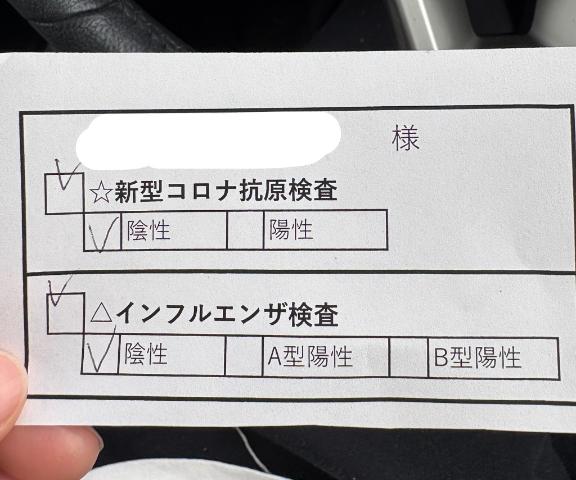 様
☆新型コロナ抗原検査
陰性 陽性
△インフルエンザ検査
陰性 A型陽性 B型陽性